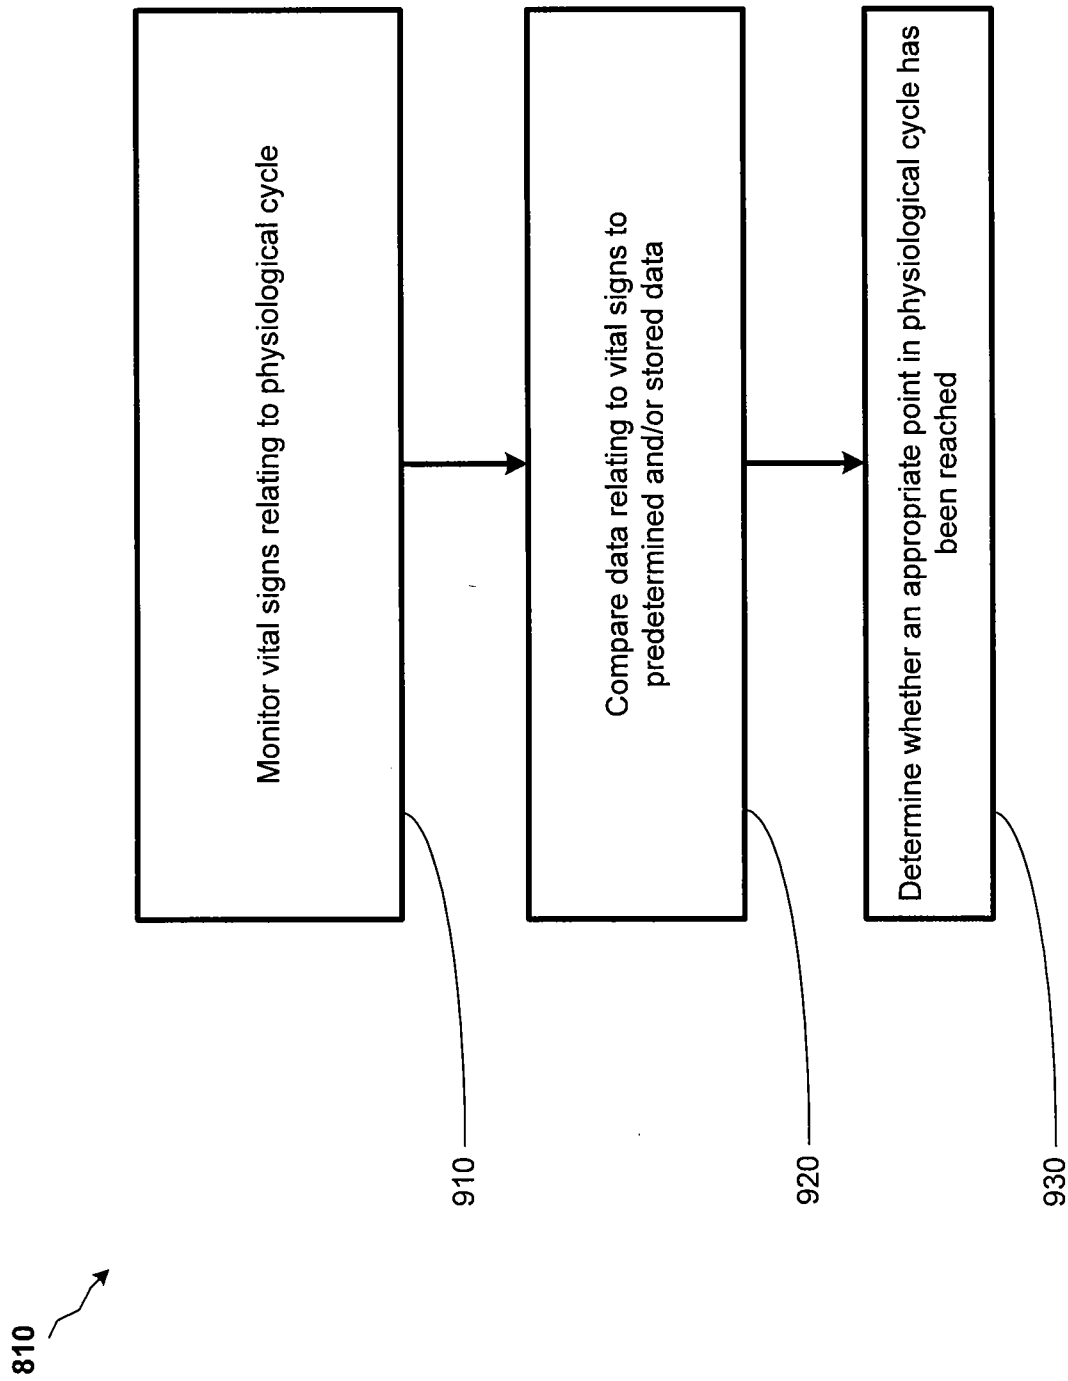 810
Monitor vital signs relating to physiological cycle
910
Compare data relating to vital signs to
predetermined and/or stored data
920
Determine whether an appropriate point in physiological cycle has
been reached
930